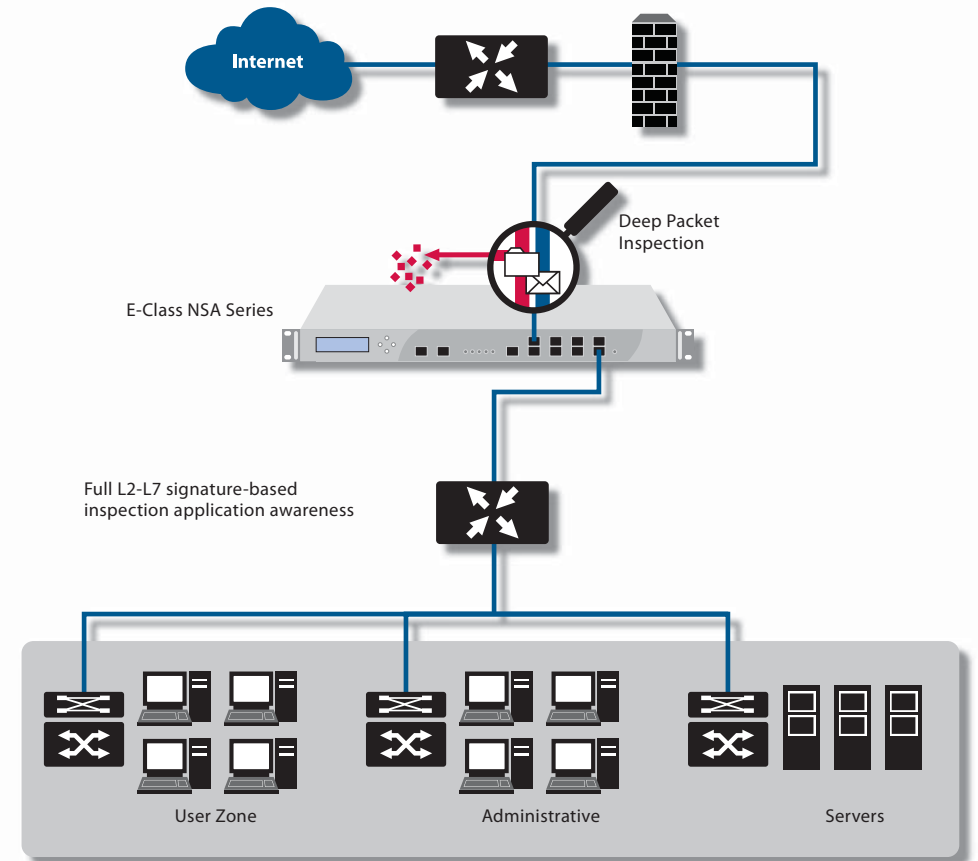 Internet
Deep Packet
Inspection
E-Class NSA Series
Full L2-L7 signature-based
inspection application awareness
User Zone
Administrative
Servers